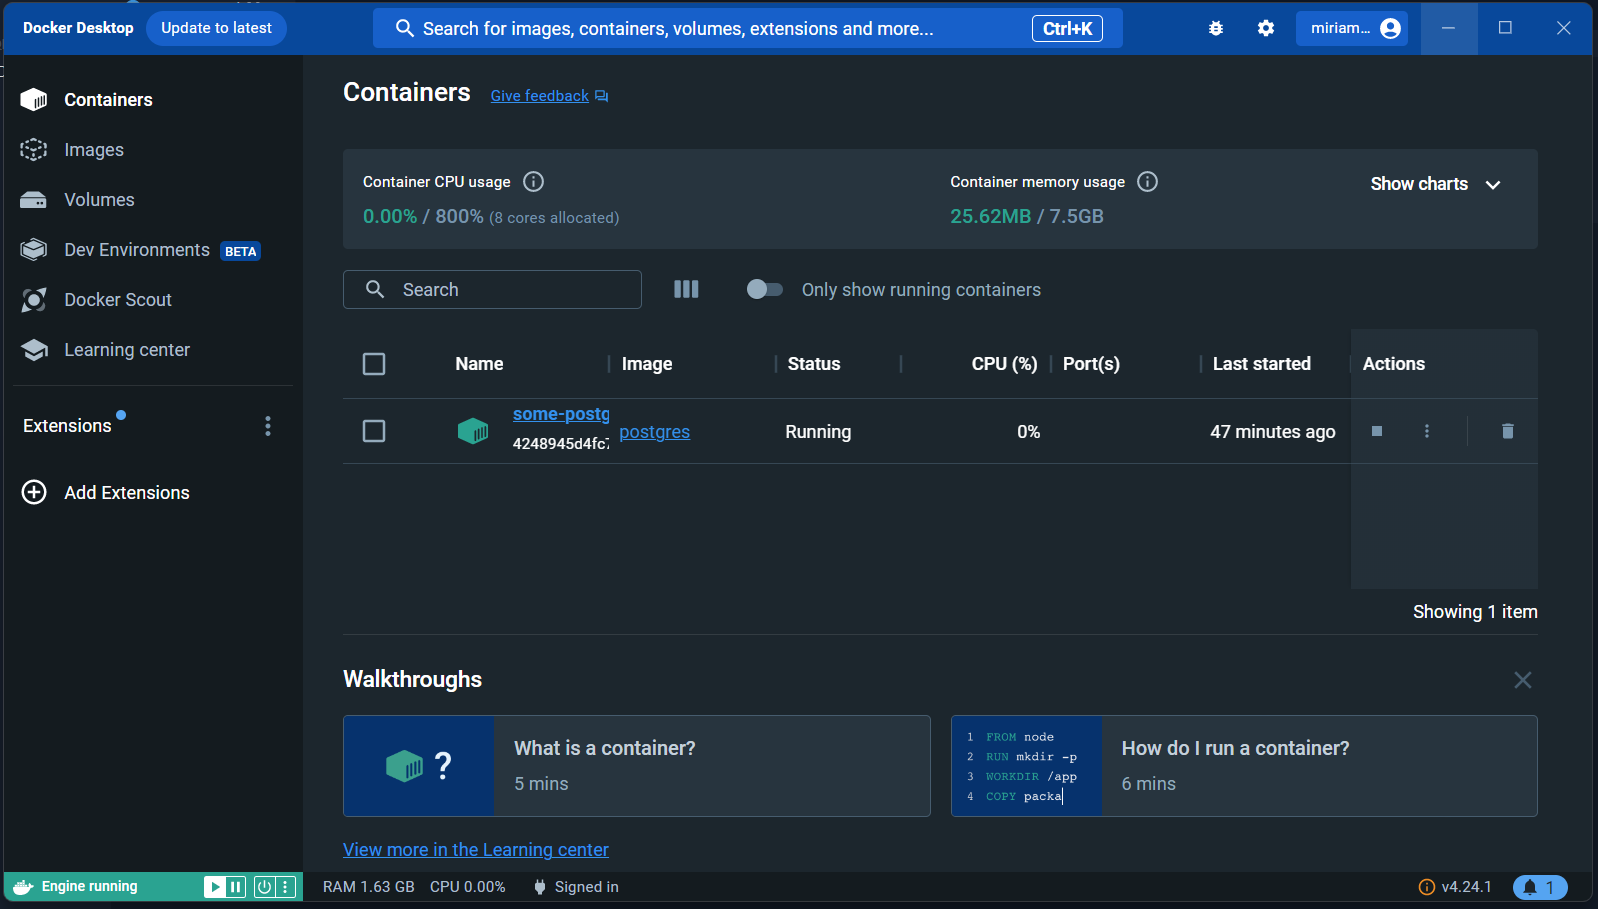 Docker Desktop
Update to latest
Search for images, containers, volumes, extensions and more...
Ctrl+K
miriam...
Containers
Images
Volumes
Dev Environments BETA
Docker Scout
Learning center
Extensions
Add Extensions
Containers
Give feedback
Container CPU usage
0.00% / 800% (8 cores allocated)
Container memory usage
25.62MB / 7.5GB
Show charts
Search
Only show running containers
Name Image Status CPU (%) Port(s) Last started Actions
some-postg
4248945d4fc7
postgres
Running
0%
47 minutes ago
Showing 1 item
Walkthroughs
?
What is a container?
5 mins
1 FROM node
2 RUN mkdir -p
3 WORKDIR /app
4 COPY packa
How do I run a container?
6 mins
View more in the Learning center
Engine running
RAM 1.63 GB CPU 0.00% Signed in
v4.24.1
1